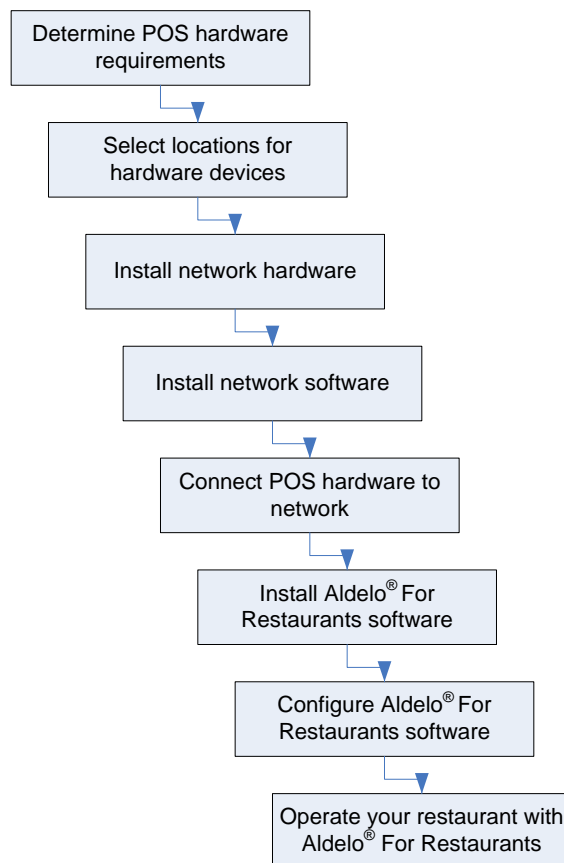 Determine POS hardware
requirements
Select locations for
hardware devices
Install network hardware
Install network software
Connect POS hardware to
network
Install Aldelo® For
Restaurants software
Configure Aldelo® For
Restaurants software
Operate your restaurant with
Aldelo® For Restaurants